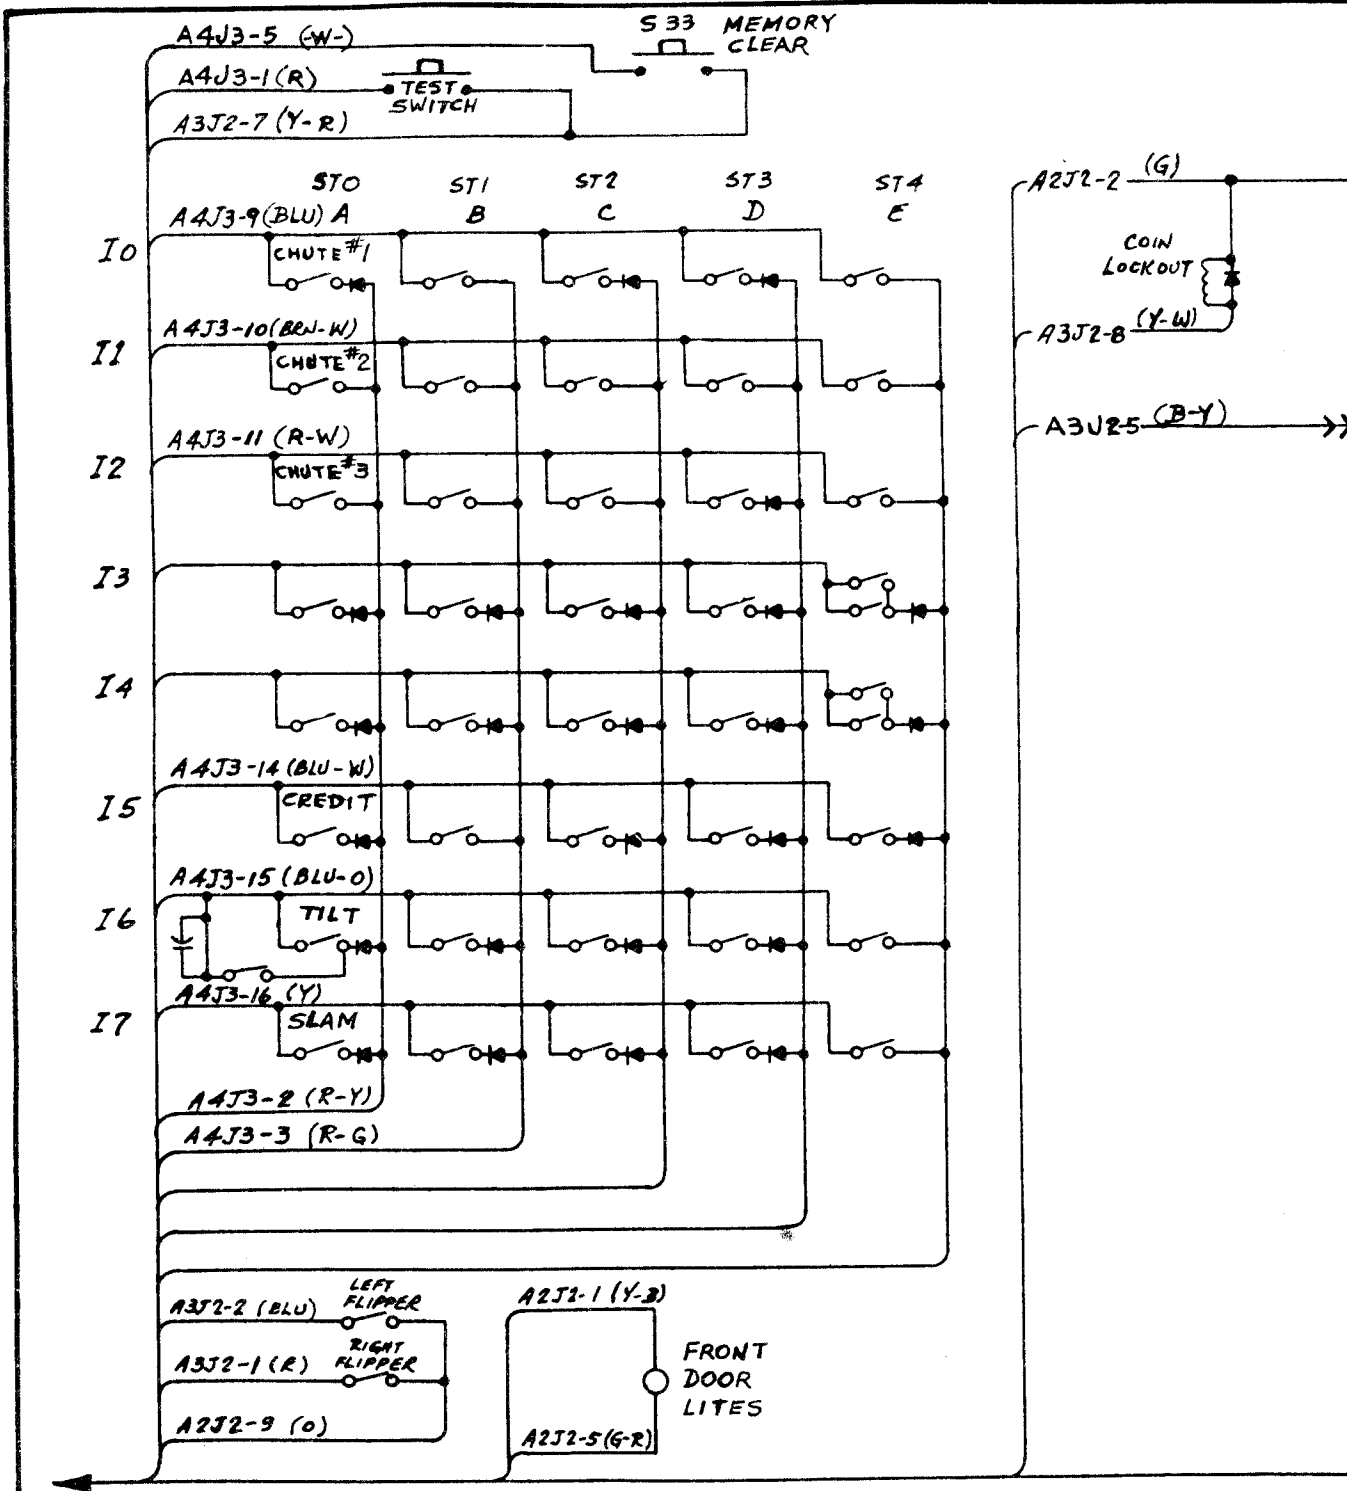 A4J3-5 (-W-)
S33 MEMORY CLEAR
A4J3-1 (R)
TEST SWITCH
A3J2-7 (Y-R)
ST0 ST1 ST2 ST3 ST4
A4J3-9 (BLU) A B C D E
I0
CHUTE #1
A4J3-10 (BRN-W)
I1
CHUTE #2
A4J3-11 (R-W)
I2
CHUTE #3
I3
I4
A4J3-14 (BLU-W)
I5
CREDIT
A4J3-15 (BLU-O)
I6
TILT
A4J3-16 (Y)
I7
SLAM
A4J3-2 (R-Y)
A4J3-3 (R-G)
A3J2-2 (BLU)
LEFT FLIPPER
A3J2-1 (R)
RIGHT FLIPPER
A2J2-9 (O)
A2J2-1 (Y-B)
FRONT
DOOR
LITES
A2J2-5 (G-R)
A2J2-2 (G)
COIN
LOCKOUT
A3J2-8 (Y-W)
A3J25 (B-Y)